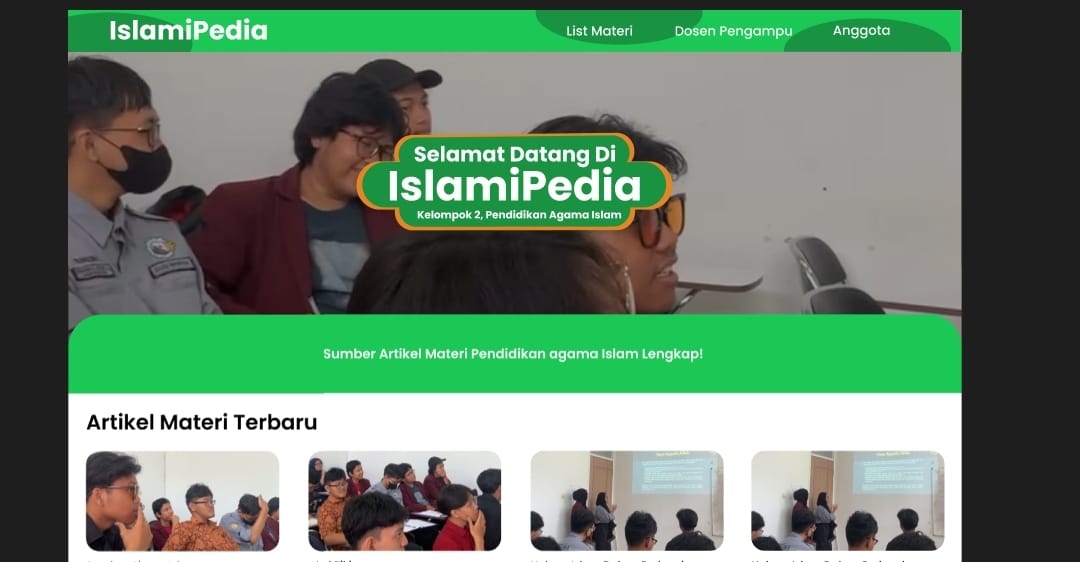 IslamiPedia
List Materi
Dosen Pengampu
Anggota
Selamat Datang Di
IslamiPedia
Kelompok 2, Pendidikan Agama Islam
Sumber Artikel Materi Pendidikan agama Islam Lengkap!
Artikel Materi Terbaru